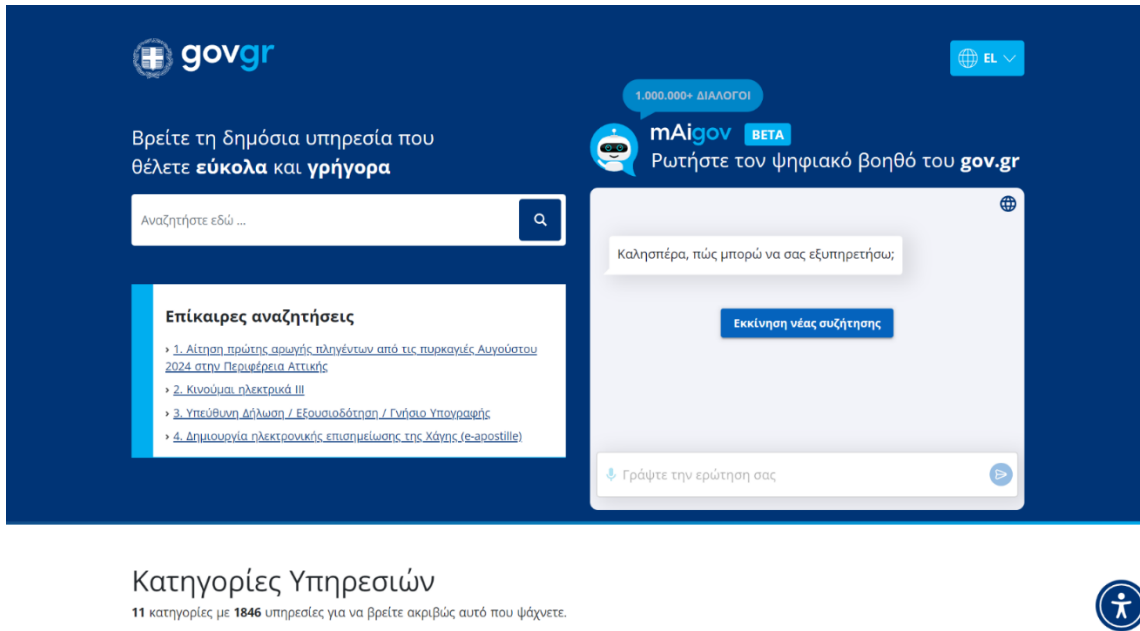 govgr
EL
Βρείτε τη δημόσια υπηρεσία που
θέλετε εύκολα και γρήγορα
Αναζητήστε εδώ ...
Επίκαιρες αναζητήσεις
› 1. Αίτηση πρώτης αρωγής πληγέντων από τις πυρκαγιές Αυγούστου
2024 στην Περιφέρεια Αττικής
› 2. Κινούμαι ηλεκτρικά III
› 3. Υπεύθυνη Δήλωση / Εξουσιοδότηση / Γνήσιο Υπογραφής
› 4. Δημιουργία ηλεκτρονικής επισημείωσης της Χάγης (e-apostille)
1.000.000+ ΔΙΑΛΟΓΟΙ
mAigov BETA
Ρωτήστε τον ψηφιακό βοηθό του gov.gr
Καλησπέρα, πώς μπορώ να σας εξυπηρετήσω;
Εκκίνηση νέας συζήτησης
Γράψτε την ερώτηση σας
Κατηγορίες Υπηρεσιών
11 κατηγορίες με 1846 υπηρεσίες για να βρείτε ακριβώς αυτό που ψάχνετε.